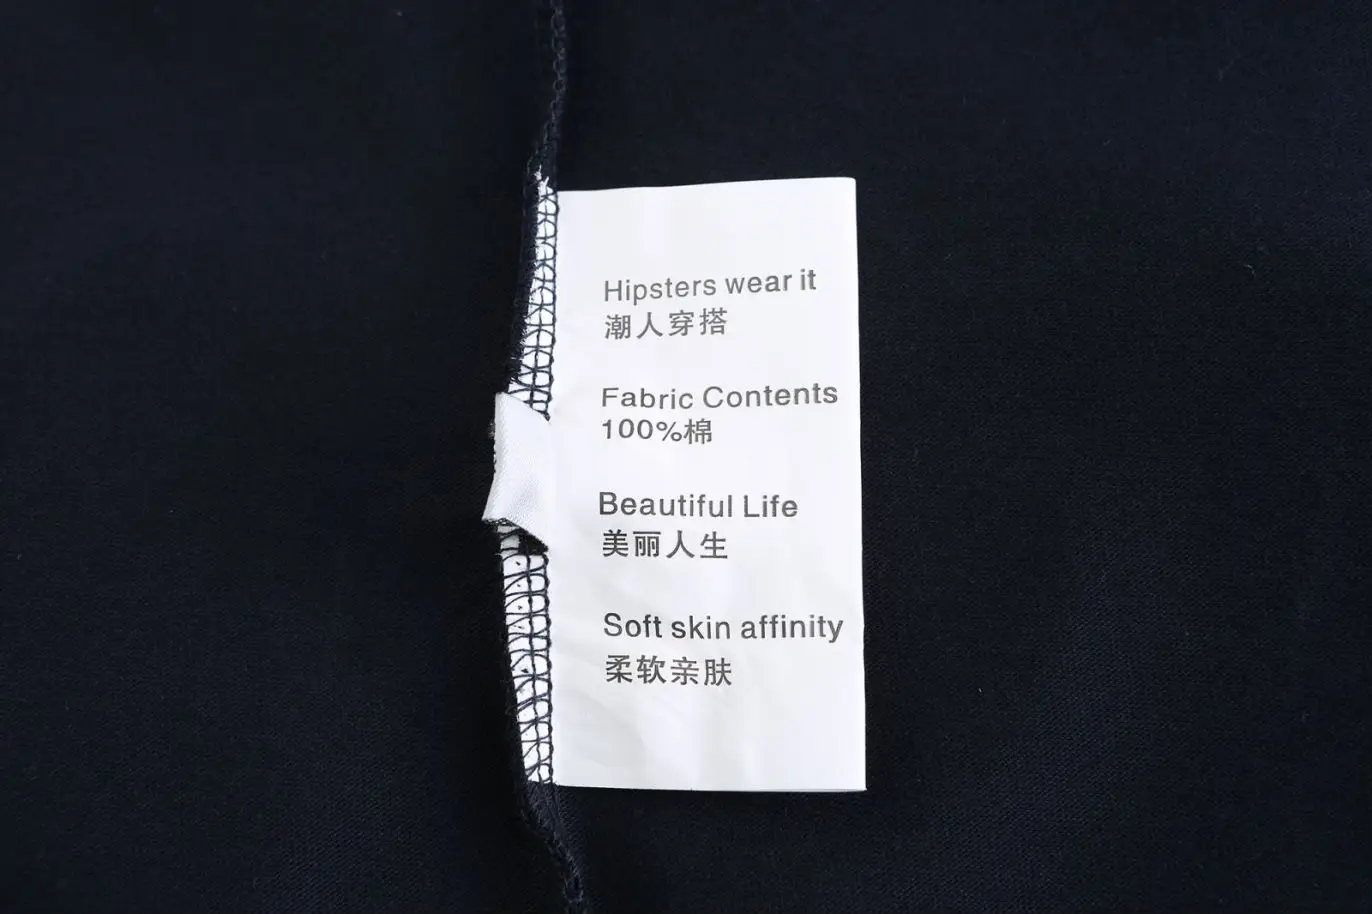 Hipsters wear it
潮人穿搭
Fabric Contents
100%棉
Beautiful Life
美丽人生
Soft skin affinity
柔软亲肤